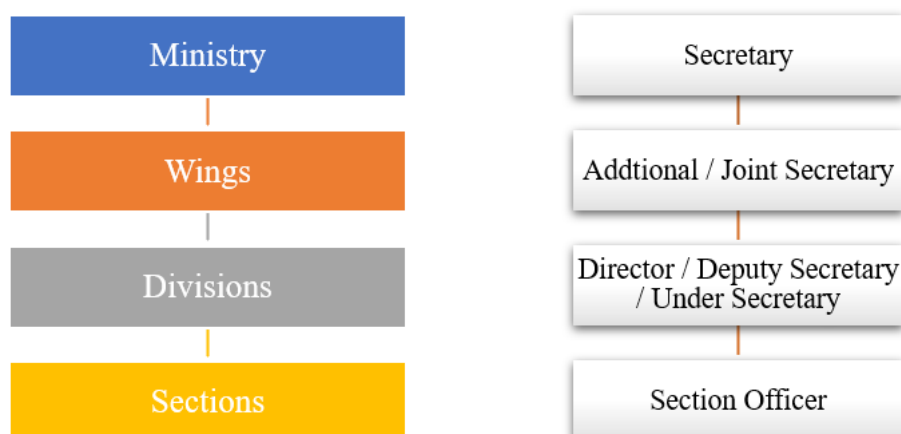 Ministry
Secretary
Wings
Addtional / Joint Secretary
Divisions
Director / Deputy Secretary
/ Under Secretary
Sections
Section Officer